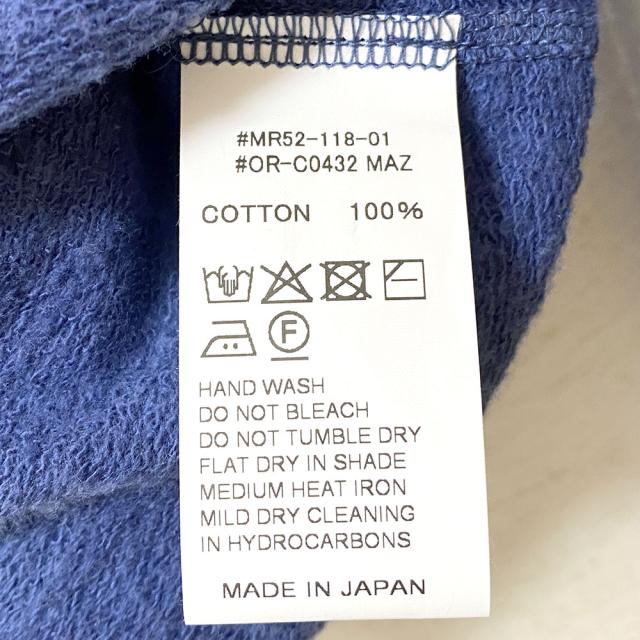 #MR52-118-01
#OR-C0432 MAZ
COTTON 100%
F
HAND WASH
DO NOT BLEACH
DO NOT TUMBLE DRY
FLAT DRY IN SHADE
MEDIUM HEAT IRON
MILD DRY CLEANING
IN HYDROCARBONS
MADE IN JAPAN